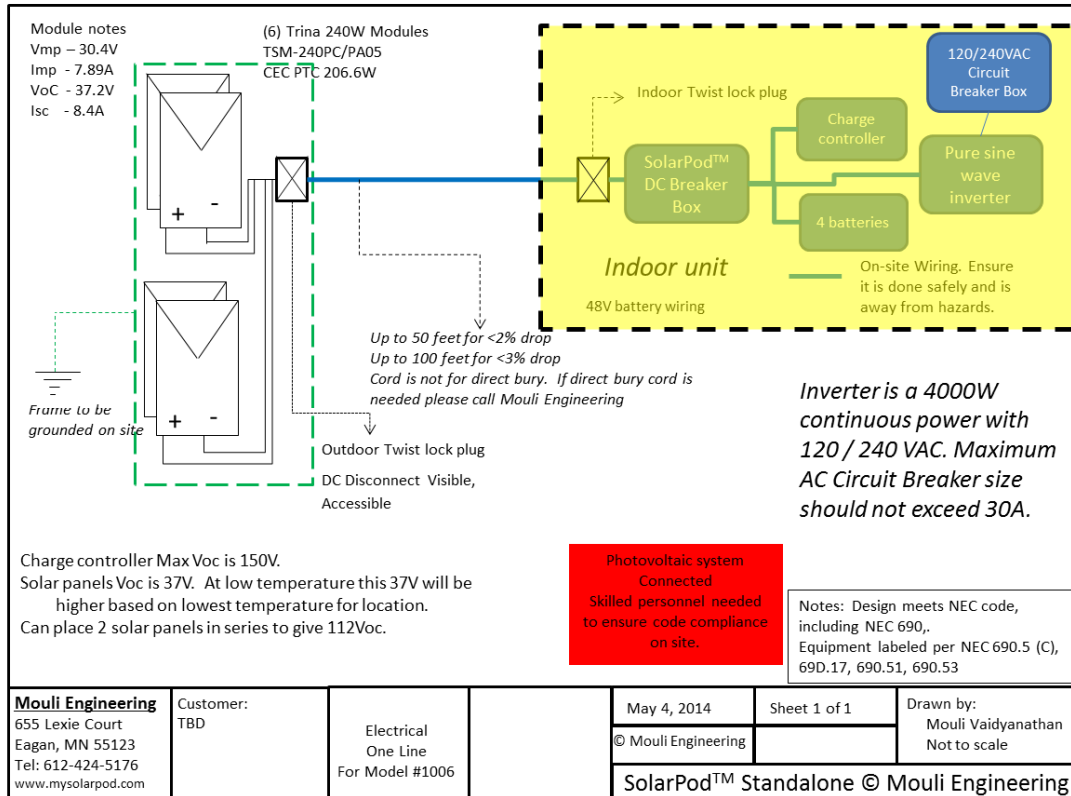 Module notes
Vmp – 30.4V
Imp - 7.89A
VoC - 37.2V
Isc - 8.4A
(6) Trina 240W Modules
TSM-240PC/PA05
CEC PTC 206.6W
+ -
+ -
Frame to be
grounded on site
Up to 50 feet for <2% drop
Up to 100 feet for <3% drop
Cord is not for direct bury. If direct bury cord is
needed please call Mouli Engineering
Outdoor Twist lock plug
DC Disconnect Visible,
Accessible
Indoor Twist lock plug
SolarPod™
DC Breaker
Box
Charge
controller
4 batteries
120/240VAC
Circuit
Breaker Box
Pure sine
wave
inverter
Indoor unit
48V battery wiring
On-site Wiring. Ensure
it is done safely and is
away from hazards.
Inverter is a 4000W
continuous power with
120 / 240 VAC. Maximum
AC Circuit Breaker size
should not exceed 30A.
Charge controller Max Voc is 150V.
Solar panels Voc is 37V. At low temperature this 37V will be
higher based on lowest temperature for location.
Can place 2 solar panels in series to give 112Voc.
Photovoltaic system
Connected
Skilled personnel needed
to ensure code compliance
on site.
Notes: Design meets NEC code,
including NEC 690,.
Equipment labeled per NEC 690.5 (C),
69D.17, 690.51, 690.53
Mouli Engineering
655 Lexie Court
Eagan, MN 55123
Tel: 612-424-5176
www.mysolarpod.com
Customer:
TBD
Electrical
One Line
For Model #1006
May 4, 2014
Sheet 1 of 1
© Mouli Engineering
Drawn by:
Mouli Vaidyanathan
Not to scale
SolarPod™ Standalone © Mouli Engineering